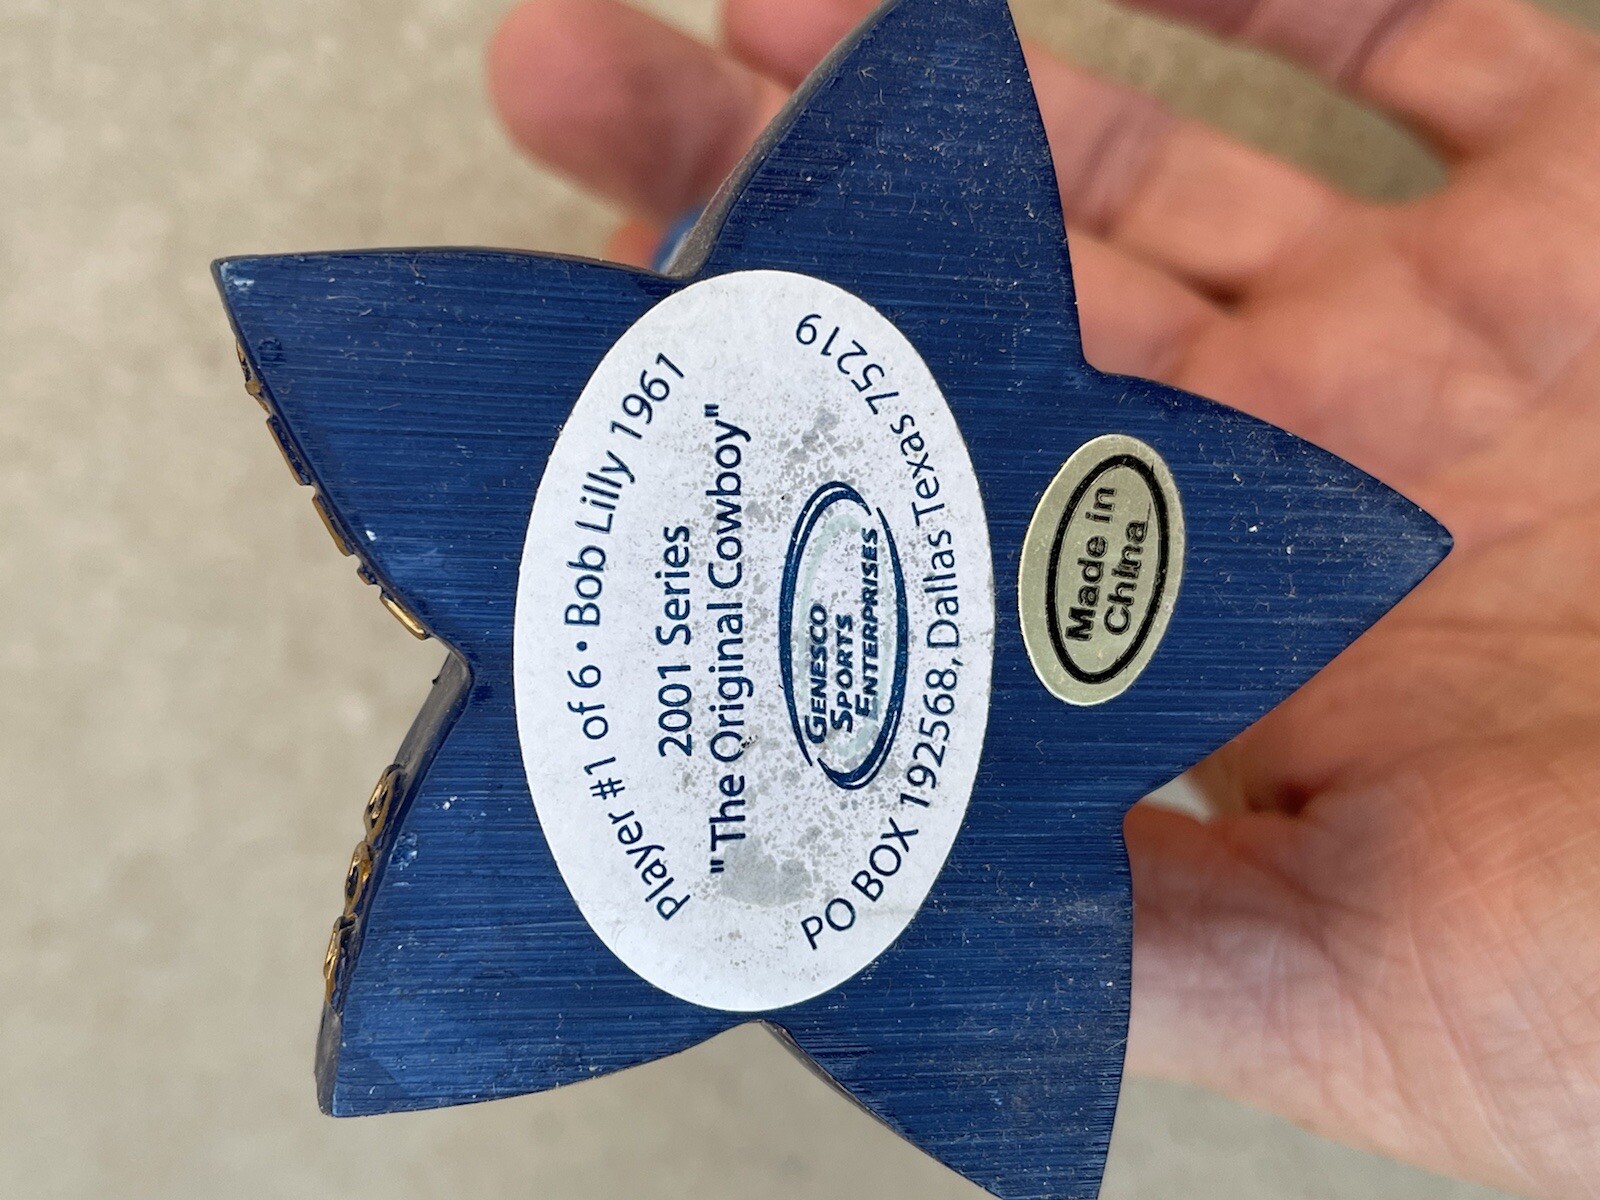 Player #1 of 6 • Bob Lilly 1961
2001 Series
"The Original Cowboy"
GENESCO
SPORTS
ENTERPRISES
PO BOX 192568, Dallas Texas 75219
Made in
China